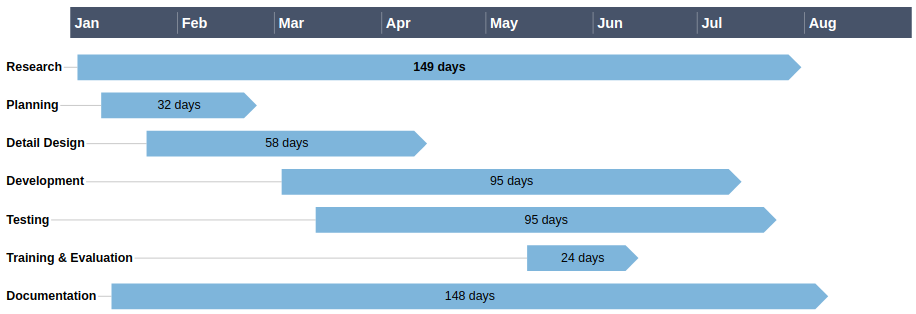 Jan Feb Mar Apr May Jun Jul Aug
Research 149 days
Planning 32 days
Detail Design 58 days
Development 95 days
Testing 95 days
Training & Evaluation 24 days
Documentation 148 days